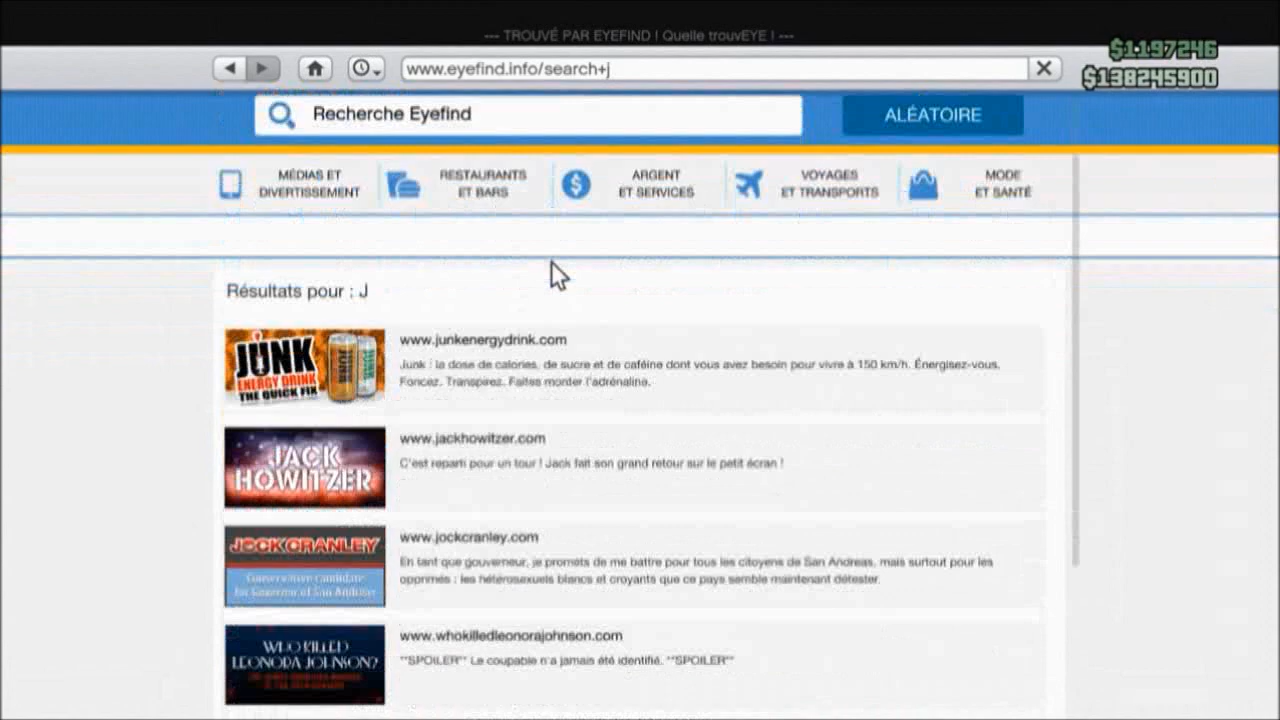 --- TROUVÉ PAR EYEFIND ! Quelle trouvEYE ! ---
$1197246
www.eyefind.info/search+j
$138245900
Recherche Eyefind
ALÉATOIRE
MÉDIAS ET
DIVERTISSEMENT
RESTAURANTS
ET BARS
ARGENT
ET SERVICES
VOYAGES
ET TRANSPORTS
MODE
ET SANTÉ
Résultats pour : J
JUNK
ENERGY DRINK
THE QUICK FIX
www.junkenergydrink.com
Junk : la dose de calories, de sucre et de caféine dont vous avez besoin pour vivre à 150 km/h. Énergisez-vous.
Foncez. Transpirez. Faites monter l'adrénaline.
JACK
HOWITZER
www.jackhowitzer.com
C'est reparti pour un tour ! Jack fait son grand retour sur le petit écran !
JOCK CRANLEY
Conservative Candidate
for Governor of San Andreas
www.jockcranley.com
En tant que gouverneur, je promets de me battre pour tous les citoyens de San Andreas, mais surtout pour les
opprimés : les hétérosexuels blancs et croyants que ce pays semble maintenant détester.
WHO KILLED
LEONORA JOHNSON?
www.whokilledleonorajohnson.com
**SPOILER** Le coupable n'a jamais été identifié. **SPOILER**